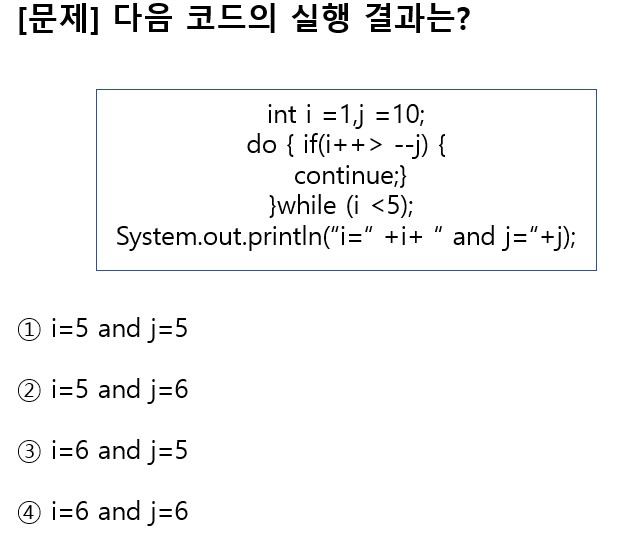 [문제] 다음 코드의 실행 결과는?
int i =1,j =10;
do { if(i++> --j) {
continue;}
}while (i <5);
System.out.println(“i=“ +i+ “ and j=“+j);
① i=5 and j=5
② i=5 and j=6
③ i=6 and j=5
④ i=6 and j=6